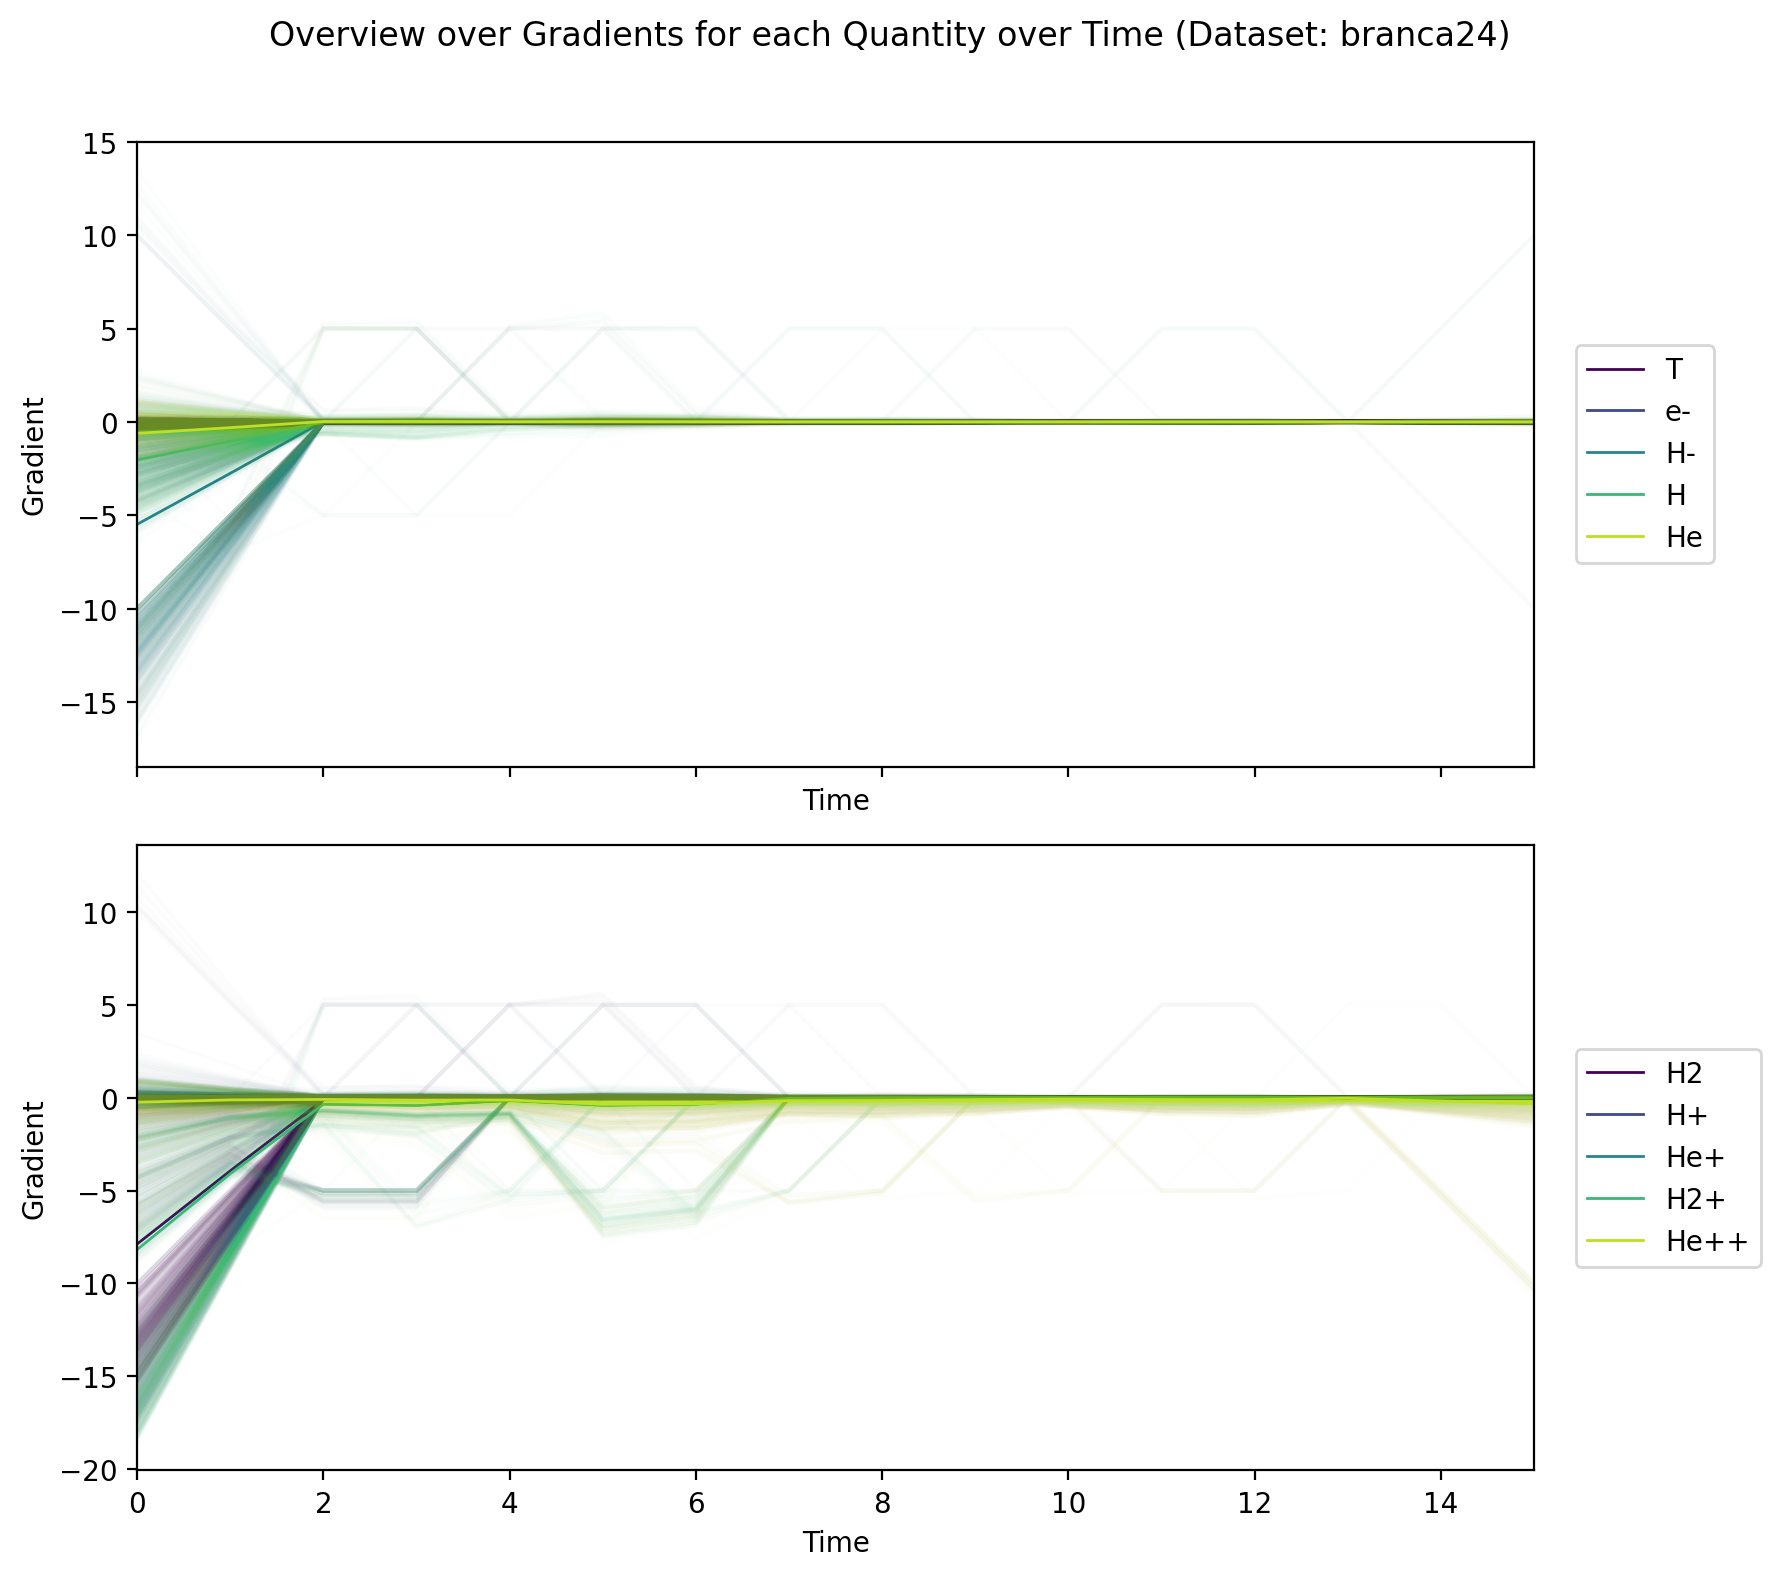 Overview over Gradients for each Quantity over Time (Dataset: branca24)
15
10
5
0
−5
−10
−15
Gradient
Time
T
e-
H-
H
He
10
5
0
−5
−10
−15
−20
Gradient
0 2 4 6 8 10 12 14
Time
H2
H+
He+
H2+
He++